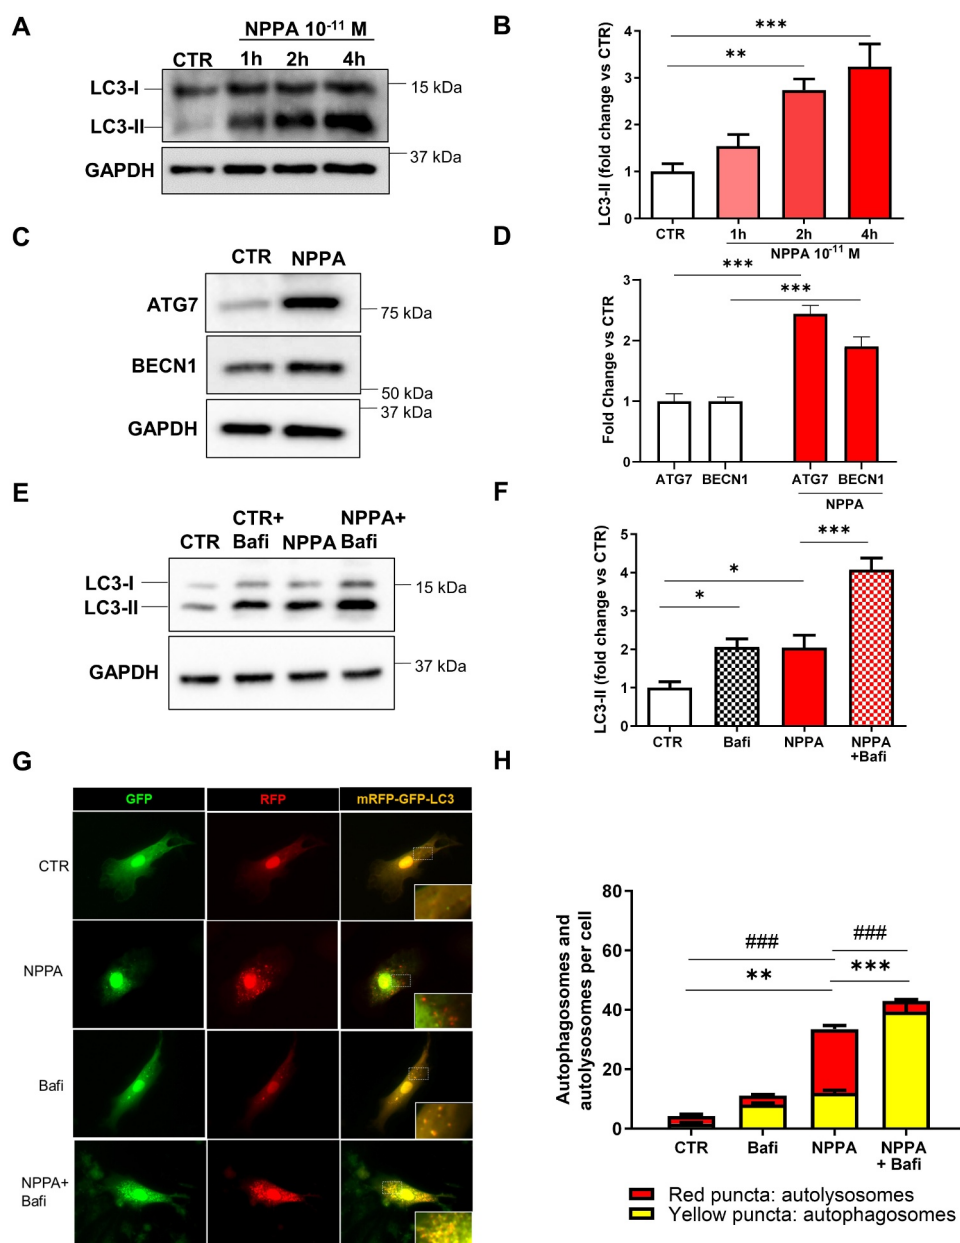 A
NPPA 10⁻¹¹ M
CTR 1h 2h 4h
LC3-I
15 kDa
LC3-II
37 kDa
GAPDH
B
LC3-II (fold change vs CTR)
4
3
2
1
0
***
**
CTR 1h 2h 4h
NPPA 10⁻¹¹ M
C
CTR NPPA
ATG7
75 kDa
BECN1
50 kDa
37 kDa
GAPDH
D
Fold Change vs CTR
3
2
1
0
***
***
ATG7 BECN1 ATG7 BECN1
NPPA
E
CTR CTR+ Bafi NPPA NPPA+ Bafi
LC3-I
15 kDa
LC3-II
37 kDa
GAPDH
F
LC3-II (fold change vs CTR)
5
4
3
2
1
0
***
*
*
CTR Bafi NPPA NPPA +Bafi
G
GFP RFP mRFP-GFP-LC3
CTR
NPPA
Bafi
NPPA+
Bafi
H
Autophagosomes and
autolysosomes per cell
80
60
40
20
0
### ###
** ***
CTR Bafi NPPA NPPA
+ Bafi
Red puncta: autolysosomes
Yellow puncta: autophagosomes